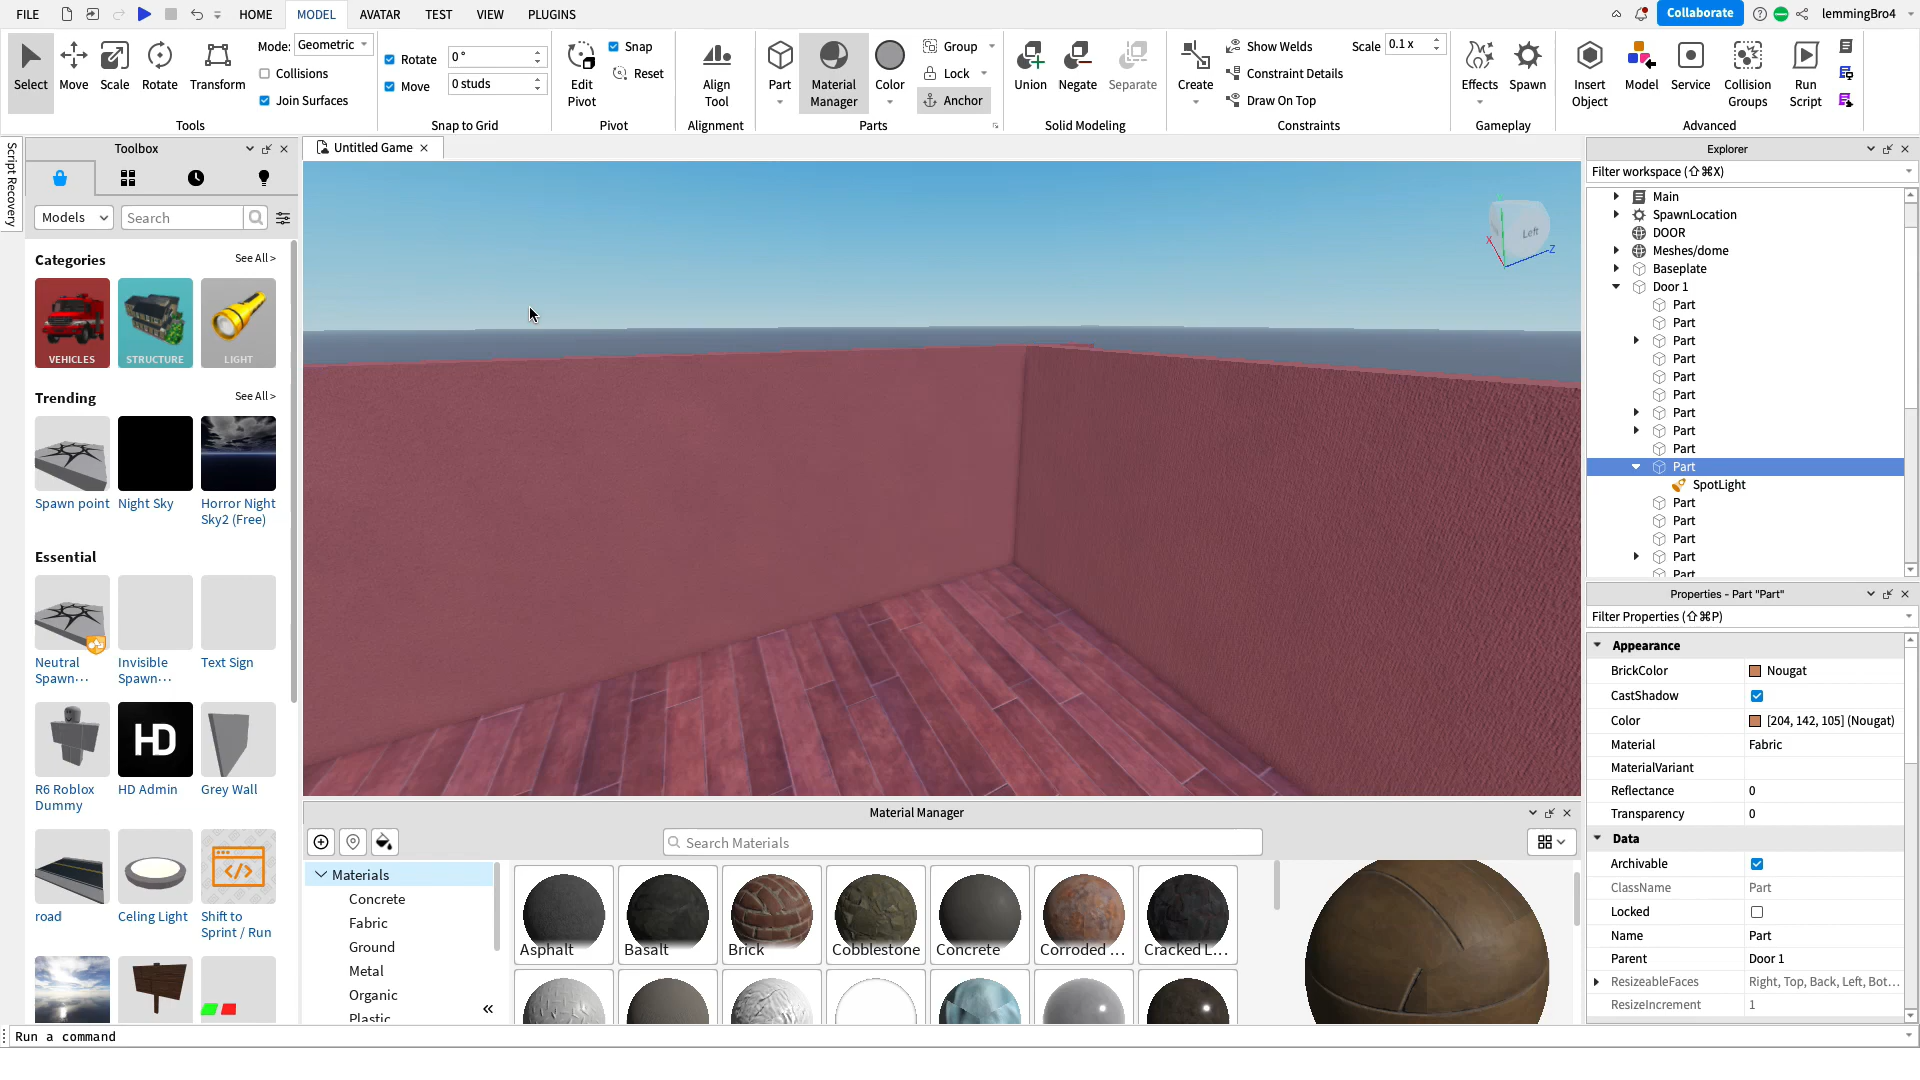 FILE HOME MODEL AVATAR TEST VIEW PLUGINS Collaborate lemmingBro4
Select Move Scale Rotate Transform
Mode: Geometric
Collisions
Join Surfaces
Tools
Rotate 0 °
Move 0 studs
Snap to Grid
Edit Pivot
Snap
Reset
Pivot
Align Tool
Alignment
Part Material Manager Color
Group
Lock
Anchor
Parts
Union Negate Separate
Solid Modeling
Create
Show Welds
Constraint Details
Draw On Top
Scale 0.1 x
Constraints
Effects Spawn
Gameplay
Insert Object Model Service Collision Groups Run Script
Advanced
Script Recovery
Toolbox
Models Search
Categories See All >
VEHICLES STRUCTURE LIGHT
Trending See All >
Spawn point Night Sky Horror Night
Sky2 (Free)
Essential
Neutral Invisible Text Sign
Spawn··· Spawn···
HD
R6 Roblox HD Admin Grey Wall
Dummy
road Celing Light Shift to
Sprint / Run
Untitled Game
Left
X
Z
Material Manager
Search Materials
Materials
Concrete
Fabric
Ground
Metal
Organic
Plastic
«
Asphalt Basalt Brick Cobblestone Concrete Corroded ... Cracked L...
Explorer
Filter workspace (⇧⌘X)
Main
SpawnLocation
DOOR
Meshes/dome
Baseplate
Door 1
Part
Part
Part
Part
Part
Part
Part
Part
Part
Part
SpotLight
Part
Part
Part
Part
Part
Properties - Part "Part"
Filter Properties (⇧⌘P)
Appearance
BrickColor Nougat
CastShadow
Color [204, 142, 105] (Nougat)
Material Fabric
MaterialVariant
Reflectance 0
Transparency 0
Data
Archivable
ClassName Part
Locked
Name Part
Parent Door 1
ResizeableFaces Right, Top, Back, Left, Bot...
ResizeIncrement 1
Run a command